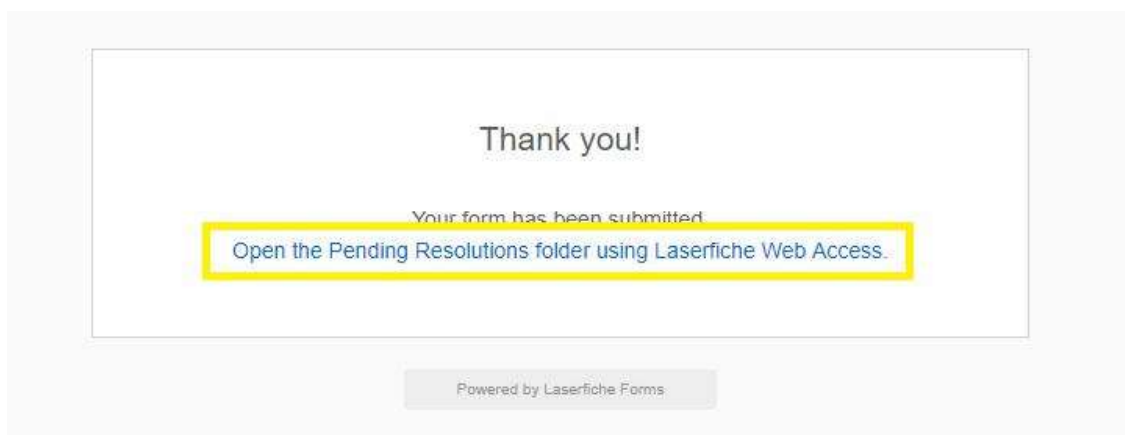 Thank you!
Your form has been submitted
Open the Pending Resolutions folder using Laserfiche Web Access.
Powered by Laserfiche Forms